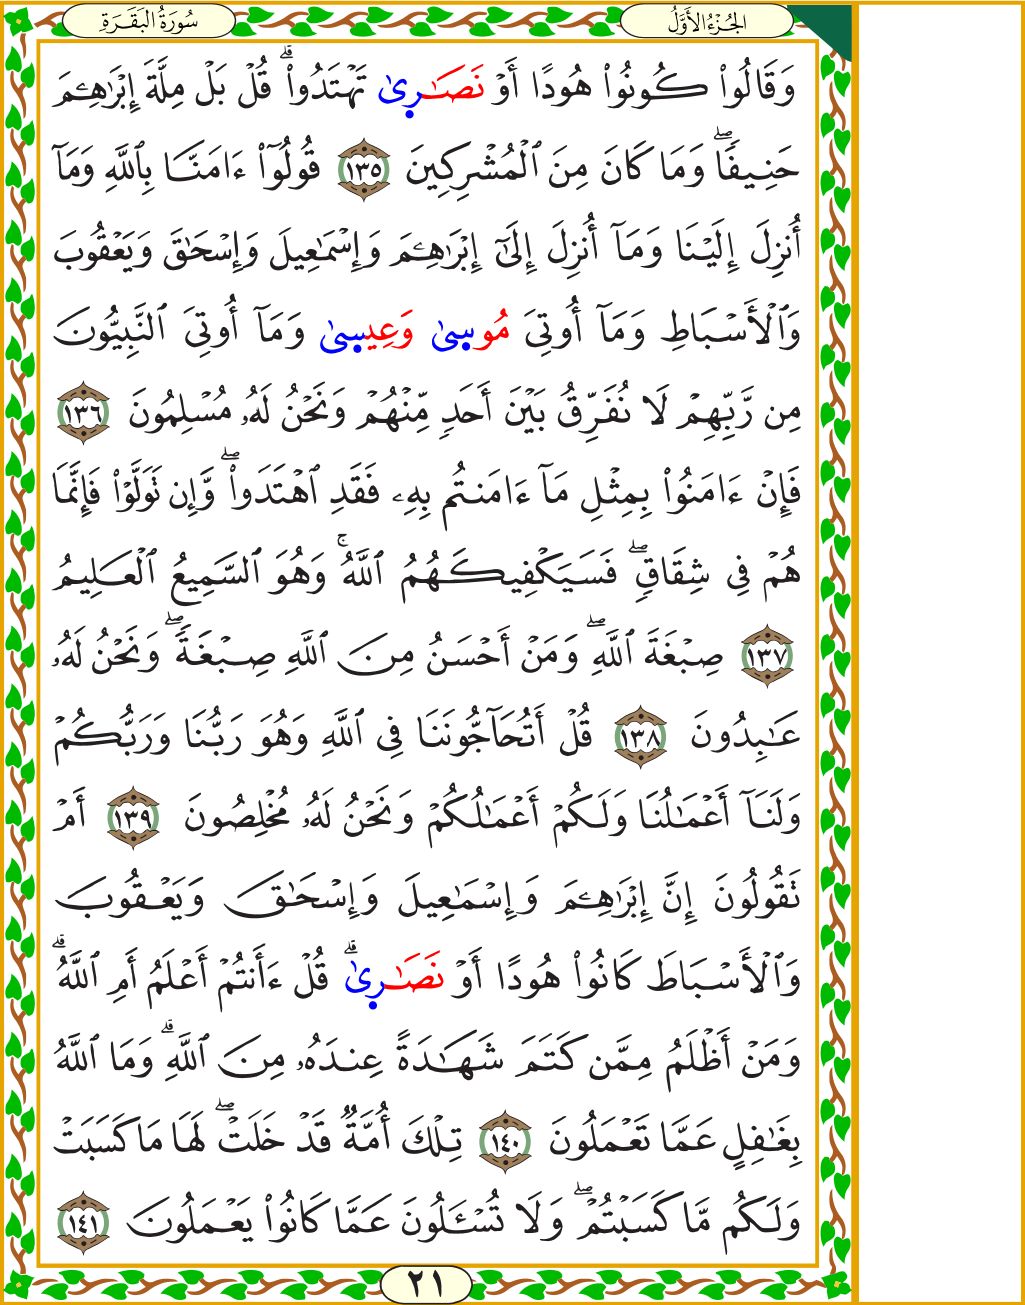 الجُزْءُ الأَوَّلُ سُورَةُ البَقَرَةِ
وَقَالُوا۟ كُونُوا۟ هُودًا أَوْ نَصَـٰرِىٰ تَهْتَدُوا۟ ۗ قُلْ بَلْ مِلَّةَ إِبْرَٰهِـۧمَ
حَنِيفًا ۖ وَمَا كَانَ مِنَ ٱلْمُشْرِكِينَ ١٣٥ قُولُوٓا۟ ءَامَنَّا بِٱللَّهِ وَمَآ
أُنزِلَ إِلَيْنَا وَمَآ أُنزِلَ إِلَىٰٓ إِبْرَٰهِـۧمَ وَإِسْمَـٰعِيلَ وَإِسْحَـٰقَ وَيَعْقُوبَ
وَٱلْأَسْبَاطِ وَمَآ أُوتِىَ مُوسِىٰ وَعِيسِىٰ وَمَآ أُوتِىَ ٱلنَّبِيُّونَ
مِن رَّبِّهِمْ لَا نُفَرِّقُ بَيْنَ أَحَدٍ مِّنْهُمْ وَنَحْنُ لَهُۥ مُسْلِمُونَ ١٣٦
فَإِنْ ءَامَنُوا۟ بِمِثْلِ مَآ ءَامَنتُم بِهِۦ فَقَدِ ٱهْتَدَوا۟ ۖ وَّإِن تَوَلَّوْا۟ فَإِنَّمَا
هُمْ فِى شِقَاقٍ ۖ فَسَيَكْفِيكَهُمُ ٱللَّهُ ۚ وَهُوَ ٱلسَّمِيعُ ٱلْعَلِيمُ
١٣٧ صِبْغَةَ ٱللَّهِ ۖ وَمَنْ أَحْسَنُ مِنَ ٱللَّهِ صِبْغَةً ۖ وَنَحْنُ لَهُۥ
عَـٰبِدُونَ ١٣٨ قُلْ أَتُحَآجُّونَنَا فِى ٱللَّهِ وَهُوَ رَبُّنَا وَرَبُّكُمْ
وَلَنَآ أَعْمَـٰلُنَا وَلَكُمْ أَعْمَـٰلُكُمْ وَنَحْنُ لَهُۥ مُخْلِصُونَ ١٣٩ أَمْ
تَقُولُونَ إِنَّ إِبْرَٰهِـۧمَ وَإِسْمَـٰعِيلَ وَإِسْحَـٰقَ وَيَعْقُوبَ
وَٱلْأَسْبَاطَ كَانُوا۟ هُودًا أَوْ نَصَـٰرِىٰ ۗ قُلْ ءَأَنتُمْ أَعْلَمُ أَمِ ٱللَّهُ ۗ
وَمَنْ أَظْلَمُ مِمَّن كَتَمَ شَهَـٰدَةً عِندَهُۥ مِنَ ٱللَّهِ ۗ وَمَا ٱللَّهُ
بِغَـٰفِلٍ عَمَّا تَعْمَلُونَ ١٤٠ تِلْكَ أُمَّةٌ قَدْ خَلَتْ ۖ لَهَا مَا كَسَبَتْ
وَلَكُم مَّا كَسَبْتُمْ ۖ وَلَا تُسْـَٔلُونَ عَمَّا كَانُوا۟ يَعْمَلُونَ ١٤١
٢١